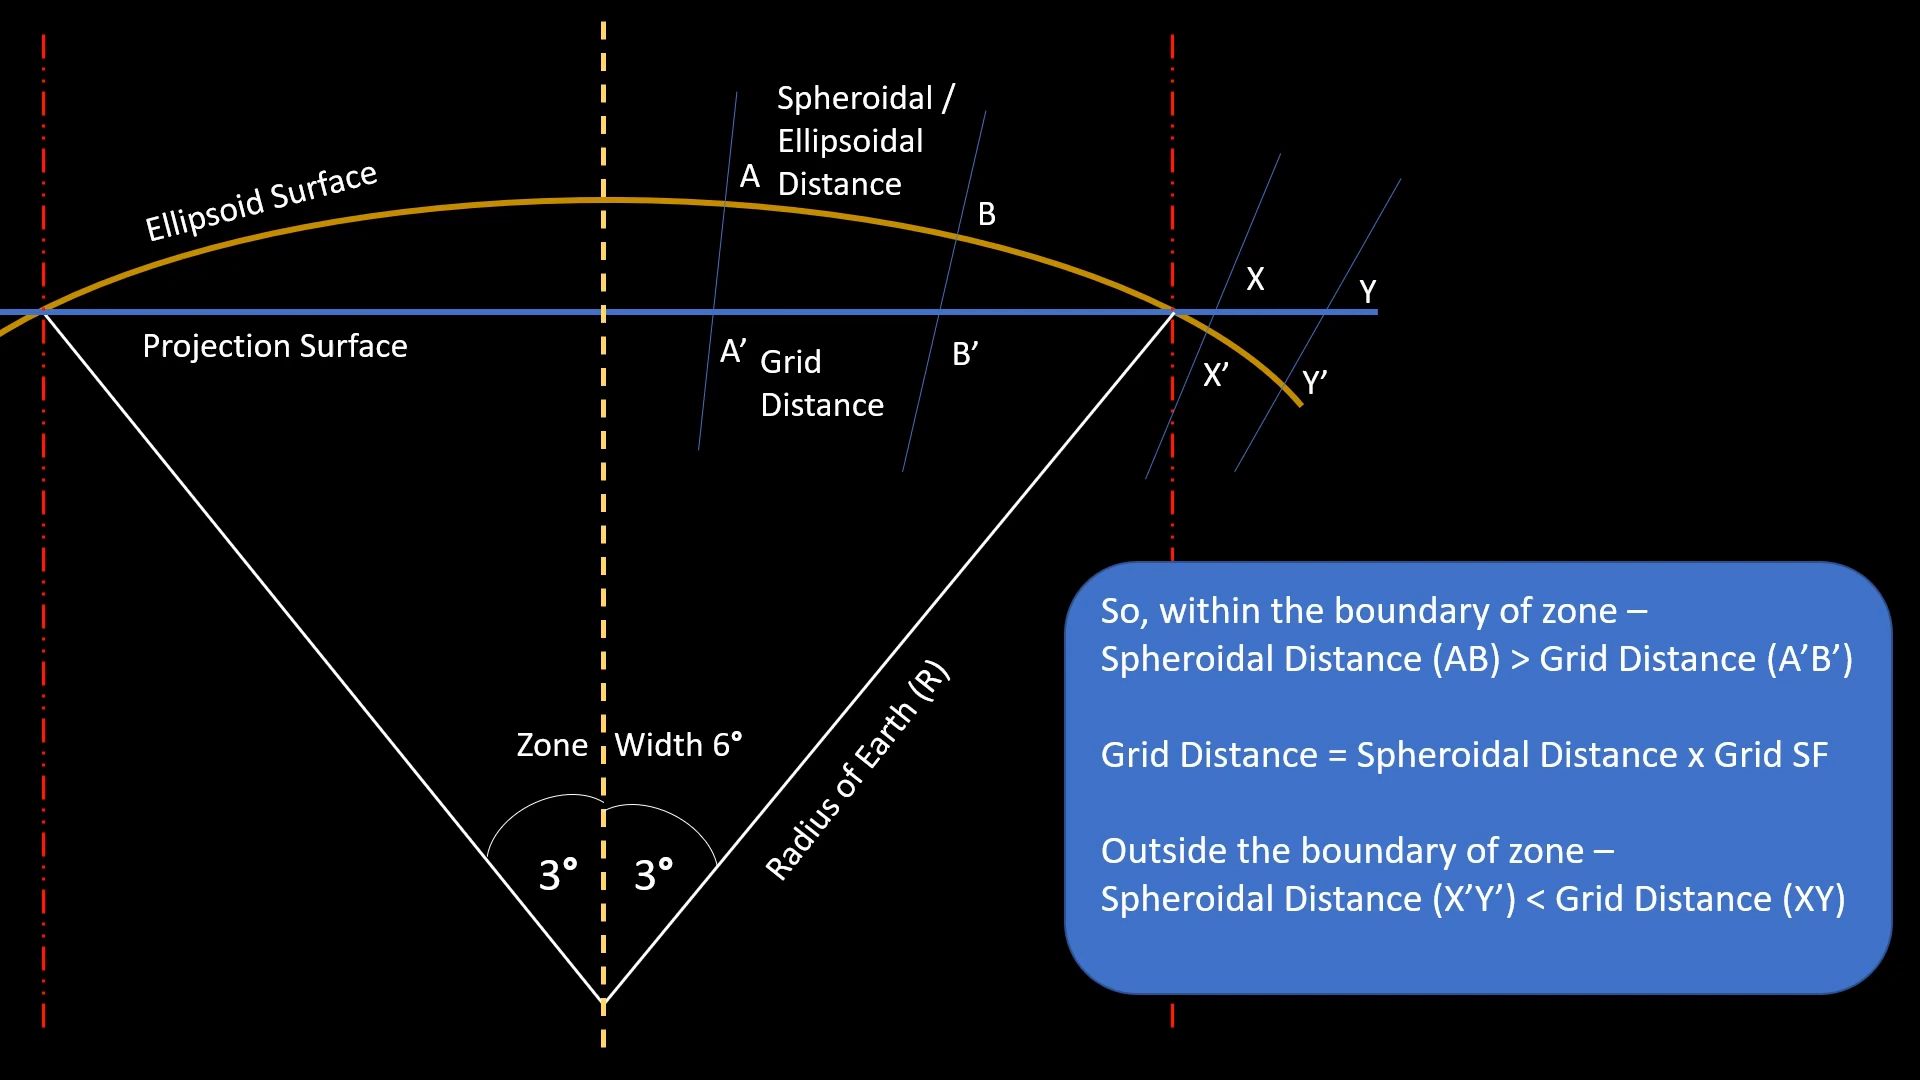 Spheroidal /
Ellipsoidal
Distance
A
B
Ellipsoid Surface
X
Y
Projection Surface
A’
Grid
Distance
B’
X’
Y’
Zone
Width 6°
3°
3°
Radius of Earth (R)
So, within the boundary of zone –
Spheroidal Distance (AB) > Grid Distance (A’B’)
Grid Distance = Spheroidal Distance x Grid SF
Outside the boundary of zone –
Spheroidal Distance (X’Y’) < Grid Distance (XY)